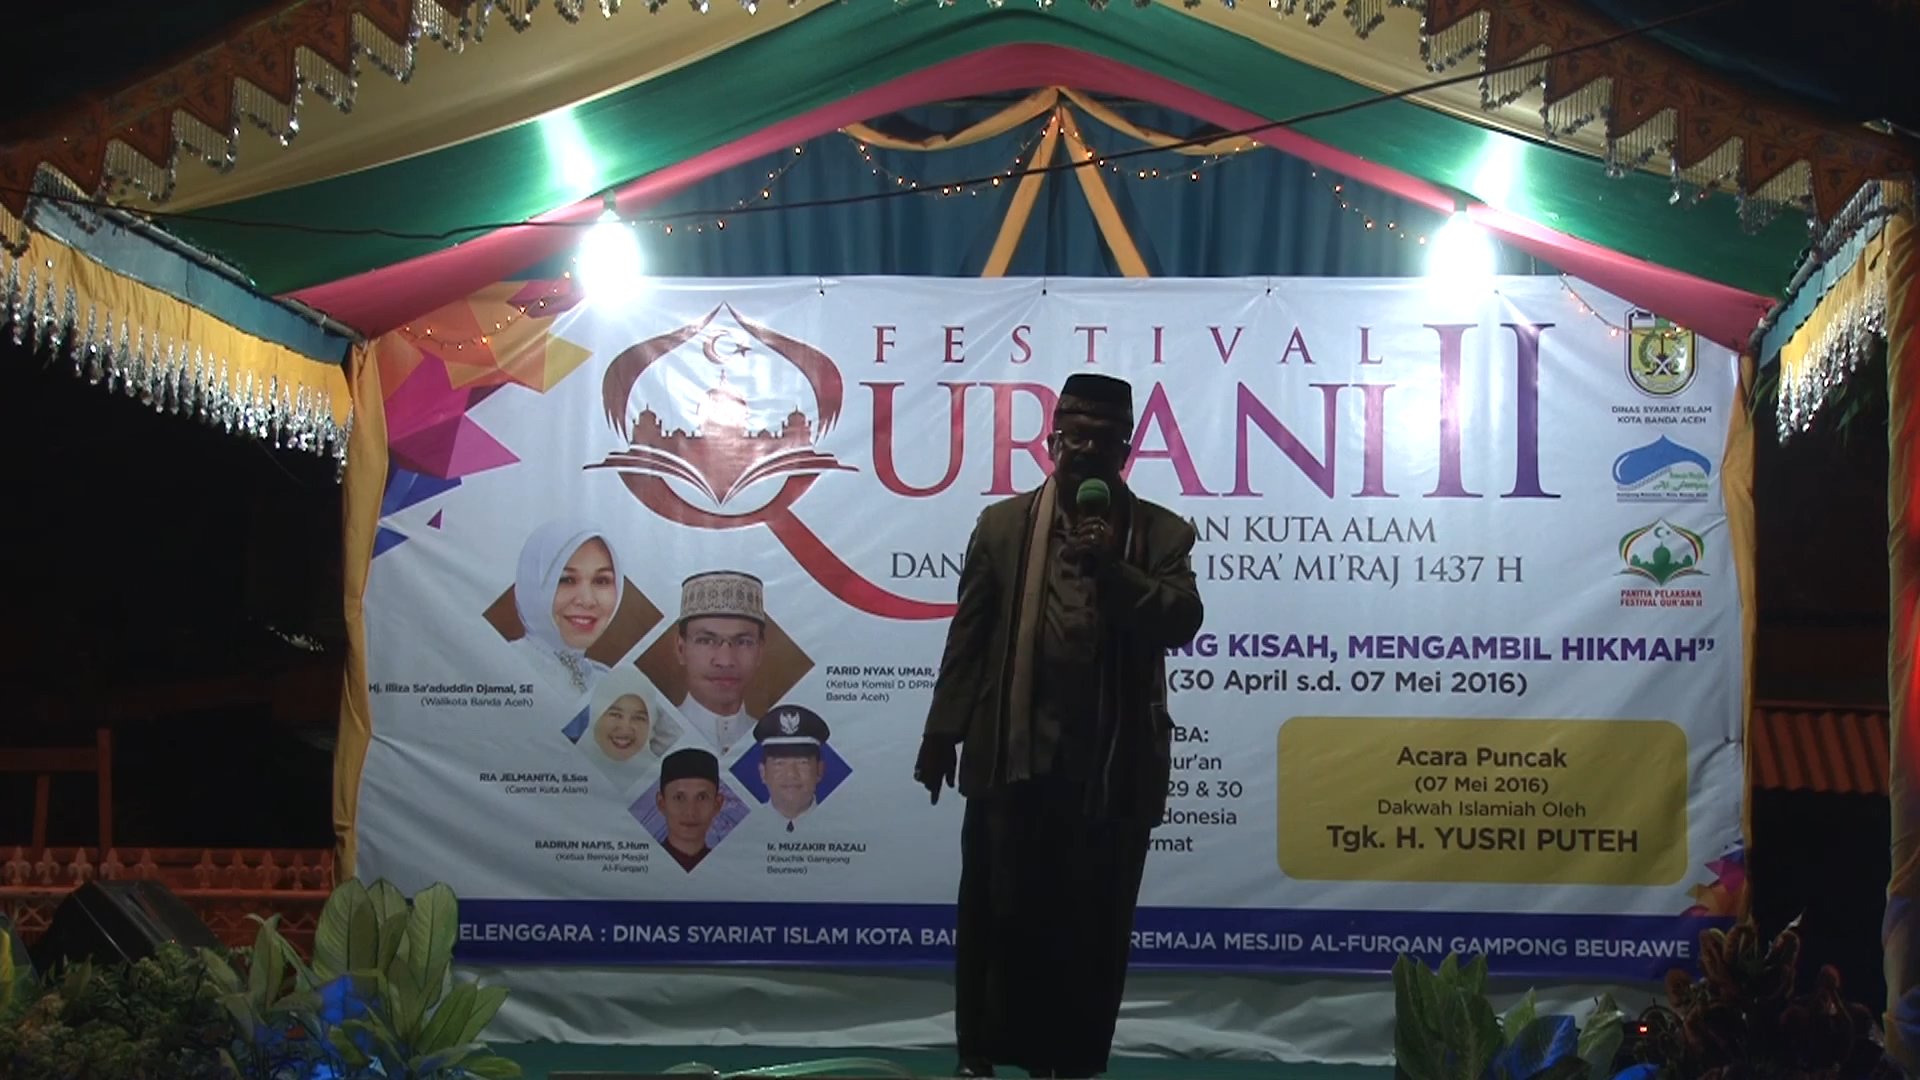 FESTIVAL
QUR'ANI II
KUTA ALAM
DAN ISRA' MI'RAJ 1437 H
KISAH, MENGAMBIL HIKMAH”
(30 April s.d. 07 Mei 2016)
DINAS SYARIAT ISLAM
KOTA BANDA ACEH
Al-Furqan
PANITIA PELAKSANA
FESTIVAL QUR'ANI II
Hj. Illiza Sa'aduddin Djamal, SE
(Walikota Banda Aceh)
FARID NYAK UMAR,
(Ketua Komisi D DPRK
Banda Aceh)
RIA JELMANITA, S.Sos
(Camat Kuta Alam)
BADRUN NAFIS, S.Hum
(Ketua Remaja Masjid
Al-Furqan)
Ir. MUZAKIR RAZALI
(Keuchik Gampong
Beurawe)
BA:
ur'an
29 & 30
donesia
rmat
Acara Puncak
(07 Mei 2016)
Dakwah Islamiah Oleh
Tgk. H. YUSRI PUTEH
ELENGGARA : DINAS SYARIAT ISLAM KOTA BAN REMAJA MESJID AL-FURQAN GAMPONG BEURAWE